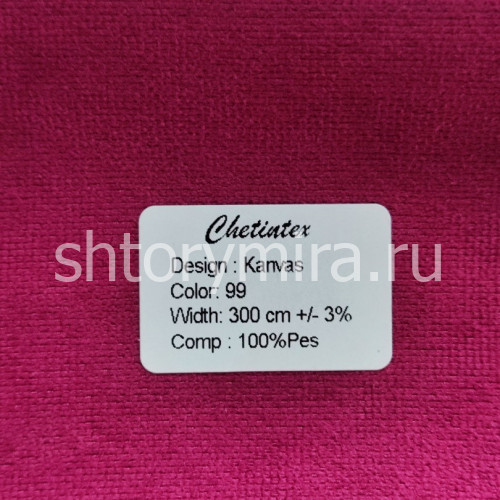 Chetintex
shtorymira.ru
Design : Kanvas
Color: 99
Width: 300 cm +/- 3%
Comp : 100%Pes